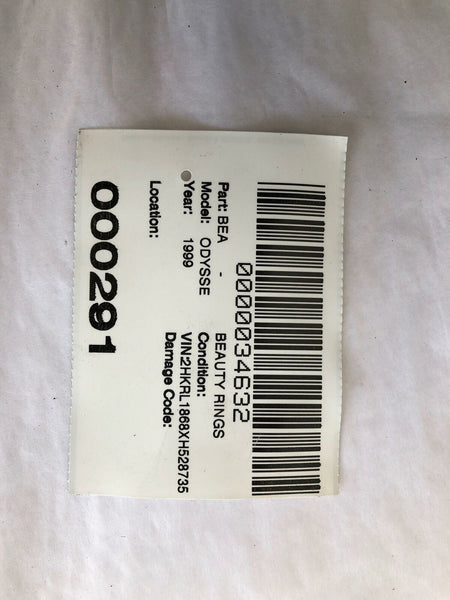 0000034632
Part: BEA - BEAUTY RINGS
Model: ODYSSE Condition:
Year: 1999 VIN2HKRL1868XH528735
Damage Code:
Location:
000291